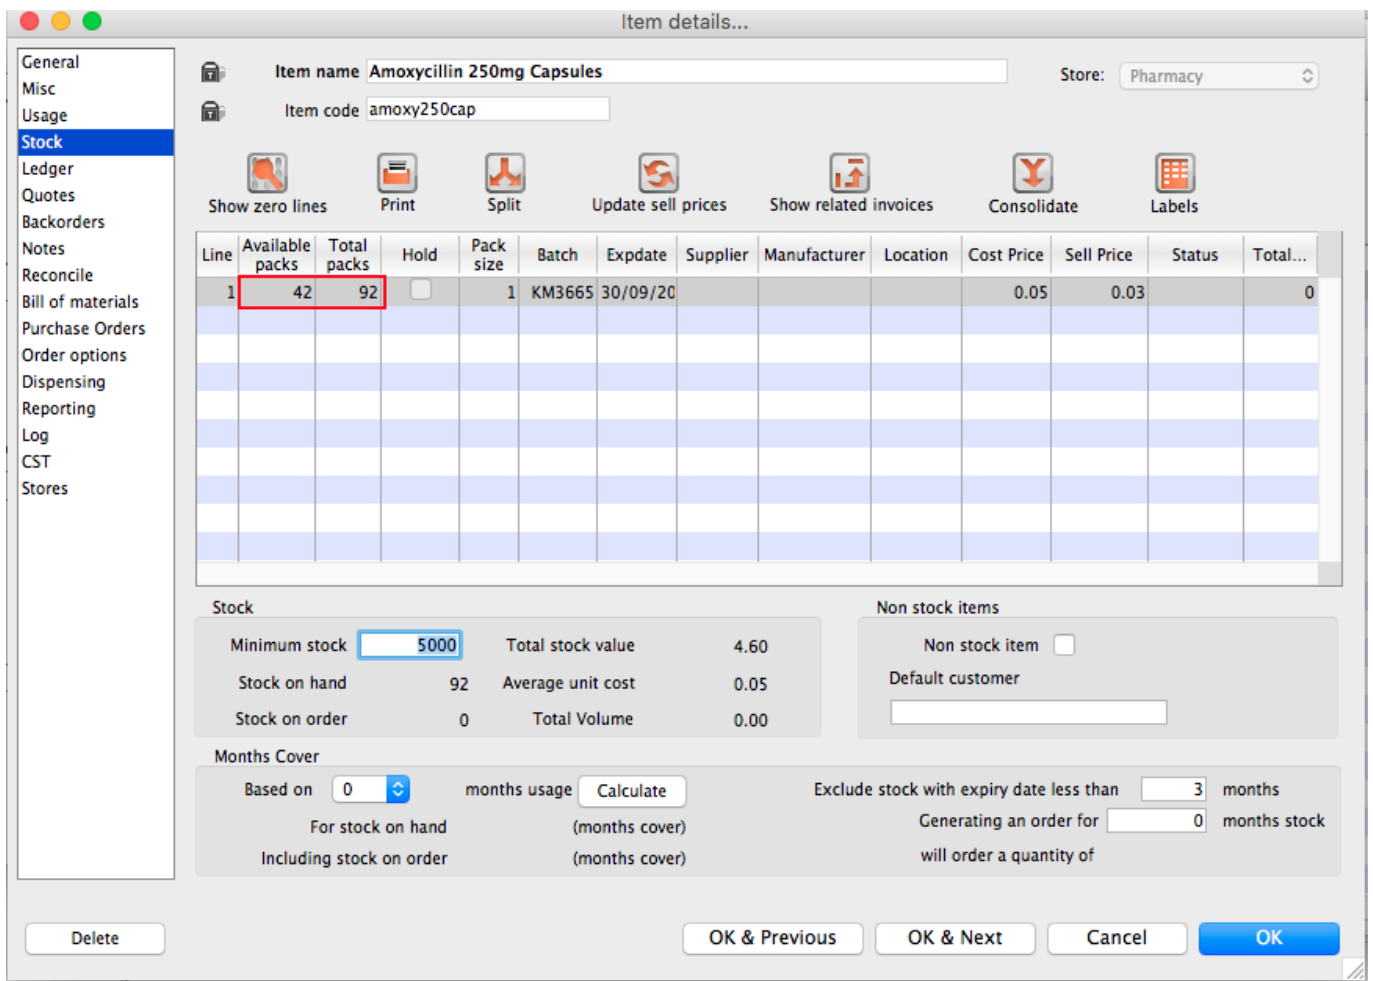 Item details...
General
Misc
Usage
Stock
Ledger
Quotes
Backorders
Notes
Reconcile
Bill of materials
Purchase Orders
Order options
Dispensing
Reporting
Log
CST
Stores
Item name Amoxycillin 250mg Capsules Store: Pharmacy
Item code amoxy250cap
Show zero lines Print Split Update sell prices Show related invoices Consolidate Labels
Line Available packs Total packs Hold Pack size Batch Expdate Supplier Manufacturer Location Cost Price Sell Price Status Total...
1 42 92 1 KM3665 30/09/20 0.05 0.03 0
Stock Non stock items
Minimum stock 5000 Total stock value 4.60 Non stock item
Stock on hand 92 Average unit cost 0.05 Default customer
Stock on order 0 Total Volume 0.00
Months Cover
Based on 0 months usage Calculate Exclude stock with expiry date less than 3 months
For stock on hand (months cover) Generating an order for 0 months stock
Including stock on order (months cover) will order a quantity of
Delete OK & Previous OK & Next Cancel OK